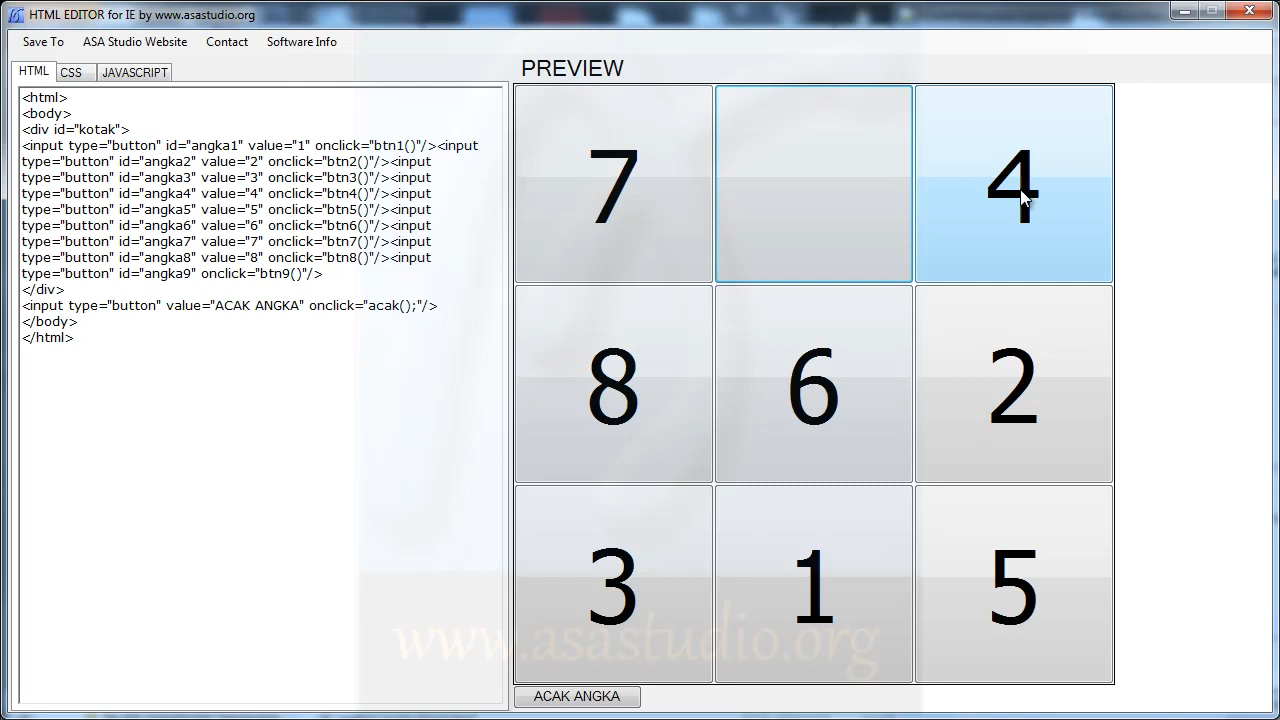 HTML EDITOR for IE by www.asastudio.org
Save To ASA Studio Website Contact Software Info
HTML CSS JAVASCRIPT
PREVIEW
<html>
<body>
<div id="kotak">
<input type="button" id="angka1" value="1" onclick="btn1()"/><input
type="button" id="angka2" value="2" onclick="btn2()"/><input
type="button" id="angka3" value="3" onclick="btn3()"/><input
type="button" id="angka4" value="4" onclick="btn4()"/><input
type="button" id="angka5" value="5" onclick="btn5()"/><input
type="button" id="angka6" value="6" onclick="btn6()"/><input
type="button" id="angka7" value="7" onclick="btn7()"/><input
type="button" id="angka8" value="8" onclick="btn8()"/><input
type="button" id="angka9" onclick="btn9()"/>
</div>
<input type="button" value="ACAK ANGKA" onclick="acak();"/>
</body>
</html>
7 4
8 6 2
3 1 5
www.asastudio.org
ACAK ANGKA